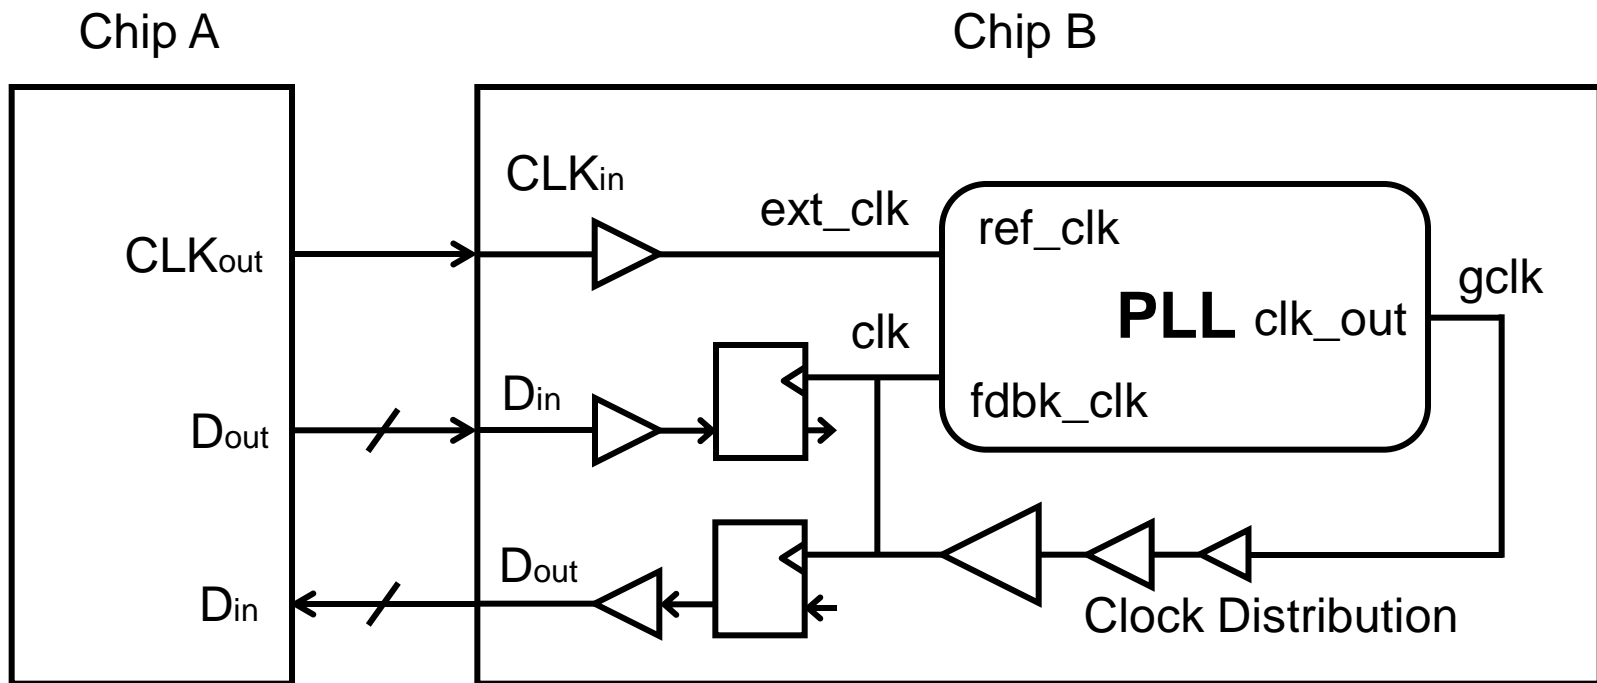 Chip A
Chip B
CLKin
ext_clk
ref_clk
CLKout
gclk
PLL clk_out
clk
Din
fdbk_clk
Dout
Dout
Din
Clock Distribution